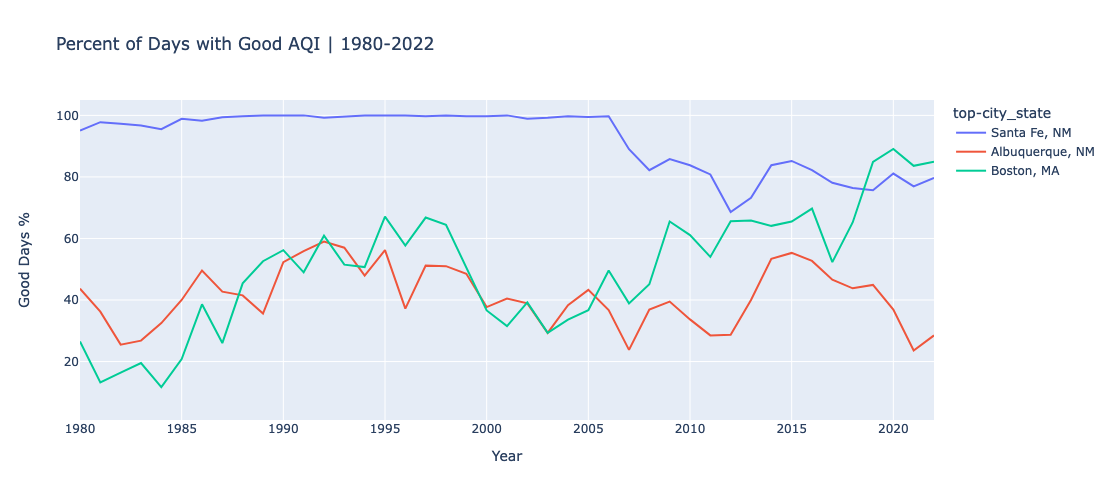 Percent of Days with Good AQI | 1980-2022
top-city_state
Santa Fe, NM
Albuquerque, NM
Boston, MA
Good Days %
100
80
60
40
20
1980 1985 1990 1995 2000 2005 2010 2015 2020
Year